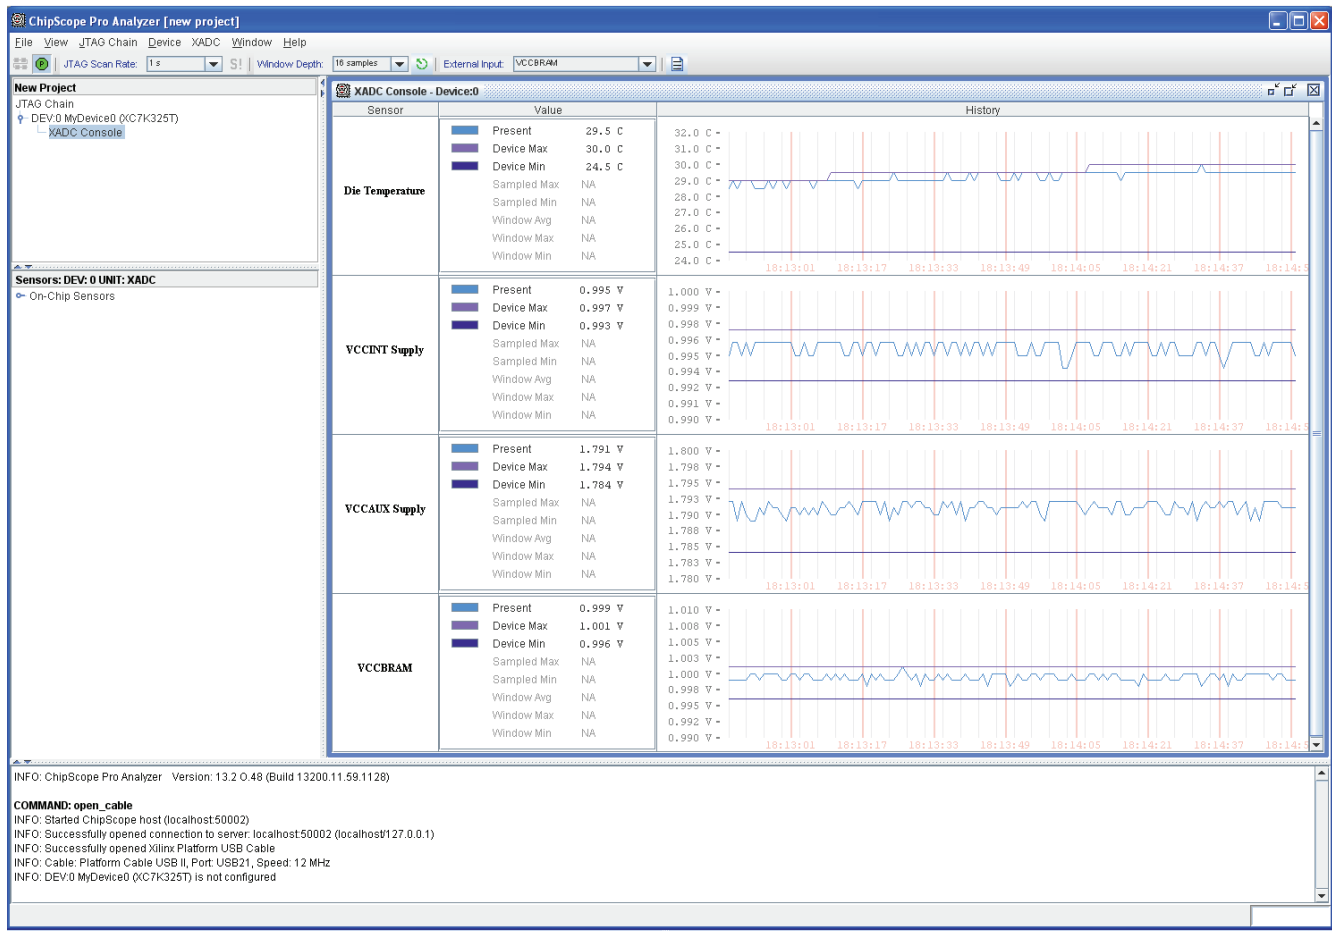 ChipScope Pro Analyzer [new project]
File View JTAG Chain Device XADC Window Help
JTAG Scan Rate: 1 s S! Window Depth: 16 samples External Input: VCCBRAM
New Project
JTAG Chain
DEV:0 MyDevice0 (XC7K325T)
XADC Console
Sensors: DEV: 0 UNIT: XADC
On-Chip Sensors
XADC Console - Device:0
Sensor Value History
Die Temperature
Present 29.5 C
Device Max 30.0 C
Device Min 24.5 C
Sampled Max NA
Sampled Min NA
Window Avg NA
Window Max NA
Window Min NA
32.0 C
31.0 C
30.0 C
29.0 C
28.0 C
27.0 C
26.0 C
25.0 C
24.0 C
18:13:01 18:13:17 18:13:33 18:13:49 18:14:05 18:14:21 18:14:37 18:14:5
VCCINT Supply
Present 0.995 V
Device Max 0.997 V
Device Min 0.993 V
Sampled Max NA
Sampled Min NA
Window Avg NA
Window Max NA
Window Min NA
1.000 V
0.999 V
0.998 V
0.996 V
0.995 V
0.994 V
0.992 V
0.991 V
0.990 V
18:13:01 18:13:17 18:13:33 18:13:49 18:14:05 18:14:21 18:14:37 18:14:5
VCCAUX Supply
Present 1.791 V
Device Max 1.794 V
Device Min 1.784 V
Sampled Max NA
Sampled Min NA
Window Avg NA
Window Max NA
Window Min NA
1.800 V
1.798 V
1.795 V
1.793 V
1.790 V
1.788 V
1.785 V
1.783 V
1.780 V
18:13:01 18:13:17 18:13:33 18:13:49 18:14:05 18:14:21 18:14:37 18:14:5
VCCBRAM
Present 0.999 V
Device Max 1.001 V
Device Min 0.996 V
Sampled Max NA
Sampled Min NA
Window Avg NA
Window Max NA
Window Min NA
1.010 V
1.008 V
1.005 V
1.003 V
1.000 V
0.998 V
0.995 V
0.992 V
0.990 V
18:13:01 18:13:17 18:13:33 18:13:49 18:14:05 18:14:21 18:14:37 18:14:5
INFO: ChipScope Pro Analyzer Version: 13.2 O.48 (Build 13200.11.59.1128)
COMMAND: open_cable
INFO: Started ChipScope host (localhost:50002)
INFO: Successfully opened connection to server: localhost:50002 (localhost/127.0.0.1)
INFO: Successfully opened Xilinx Platform USB Cable
INFO: Cable: Platform Cable USB II, Port: USB21, Speed: 12 MHz
INFO: DEV:0 MyDevice0 (XC7K325T) is not configured